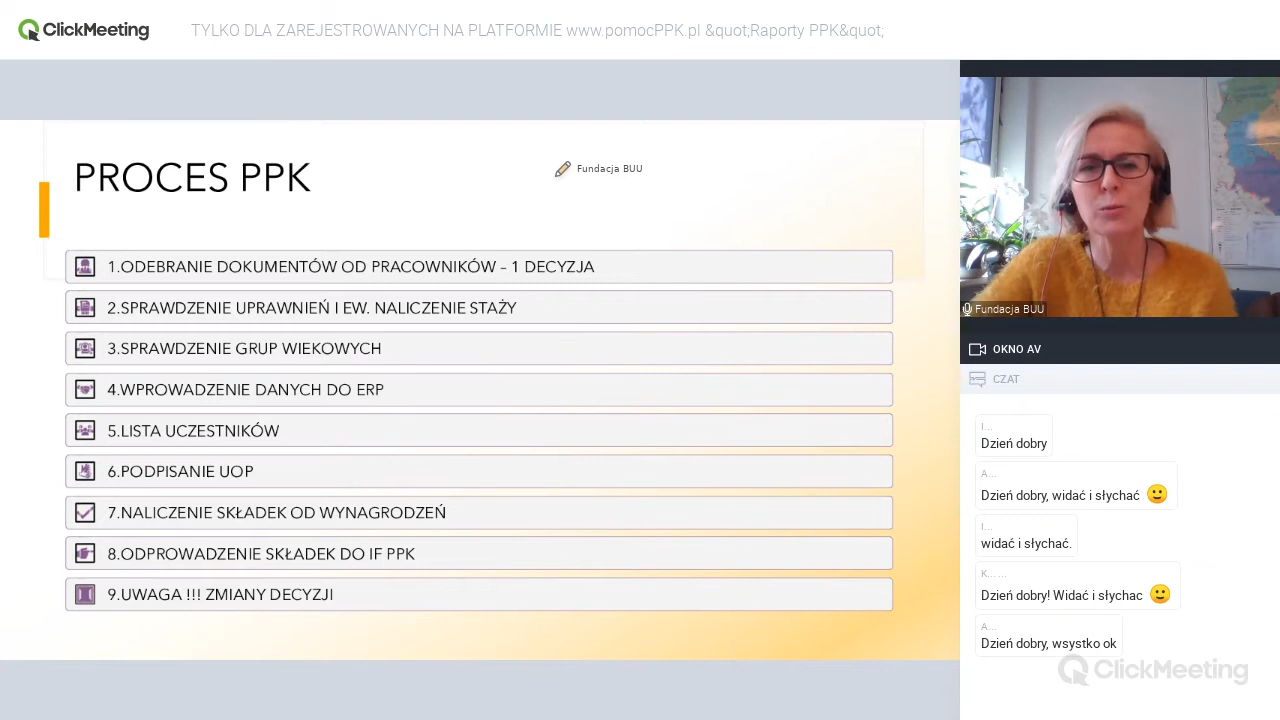 ClickMeeting
TYLKO DLA ZAREJESTROWANYCH NA PLATFORMIE www.pomocPPK.pl &quot;Raporty PPK&quot;
PROCES PPK
Fundacja BUU
1.ODEBRANIE DOKUMENTÓW OD PRACOWNIKÓW – 1 DECYZJA
2.SPRAWDZENIE UPRAWNIEŃ I EW. NALICZENIE STAŻY
3.SPRAWDZENIE GRUP WIEKOWYCH
4.WPROWADZENIE DANYCH DO ERP
5.LISTA UCZESTNIKÓW
6.PODPISANIE UOP
7.NALICZENIE SKŁADEK OD WYNAGRODZEŃ
8.ODPROWADZENIE SKŁADEK DO IF PPK
9.UWAGA !!! ZMIANY DECYZJI
Fundacja BUU
OKNO AV
CZAT
I...
Dzień dobry
A...
Dzień dobry, widać i słychać 🙂
I...
widać i słychać.
K... ...
Dzień dobry! Widać i słychac 🙂
A...
Dzień dobry, wsystko ok
ClickMeeting